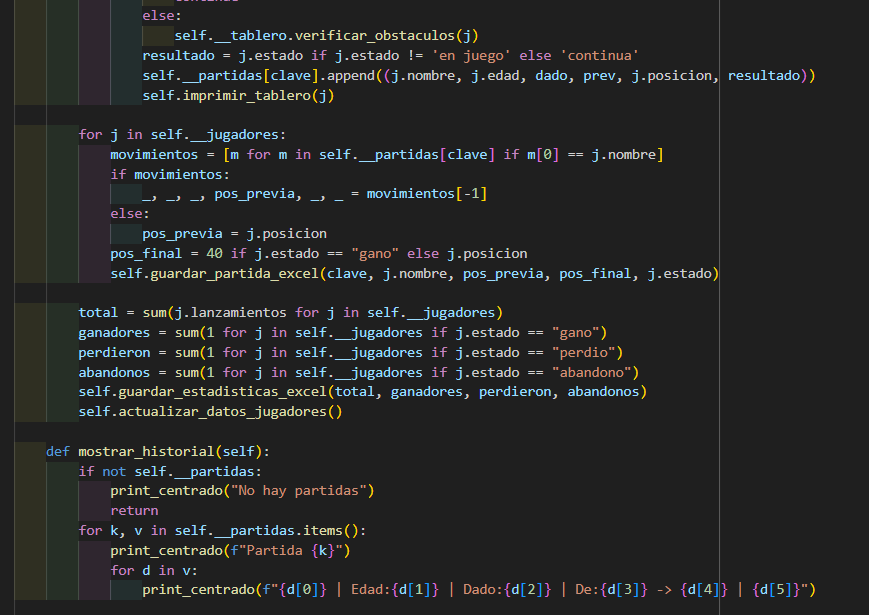 else:
self.__tablero.verificar_obstaculos(j)
resultado = j.estado if j.estado != 'en juego' else 'continua'
self.__partidas[clave].append((j.nombre, j.edad, dado, prev, j.posicion, resultado))
self.imprimir_tablero(j)
for j in self.__jugadores:
movimientos = [m for m in self.__partidas[clave] if m[0] == j.nombre]
if movimientos:
_, _, _, pos_previa, _, _ = movimientos[-1]
else:
pos_previa = j.posicion
pos_final = 40 if j.estado == "gano" else j.posicion
self.guardar_partida_excel(clave, j.nombre, pos_previa, pos_final, j.estado)
total = sum(j.lanzamientos for j in self.__jugadores)
ganadores = sum(1 for j in self.__jugadores if j.estado == "gano")
perdieron = sum(1 for j in self.__jugadores if j.estado == "perdio")
abandonos = sum(1 for j in self.__jugadores if j.estado == "abandono")
self.guardar_estadisticas_excel(total, ganadores, perdieron, abandonos)
self.actualizar_datos_jugadores()
def mostrar_historial(self):
if not self.__partidas:
print_centrado("No hay partidas")
return
for k, v in self.__partidas.items():
print_centrado(f"Partida {k}")
for d in v:
print_centrado(f"{d[0]} | Edad:{d[1]} | Dado:{d[2]} | De:{d[3]} -> {d[4]} | {d[5]}")